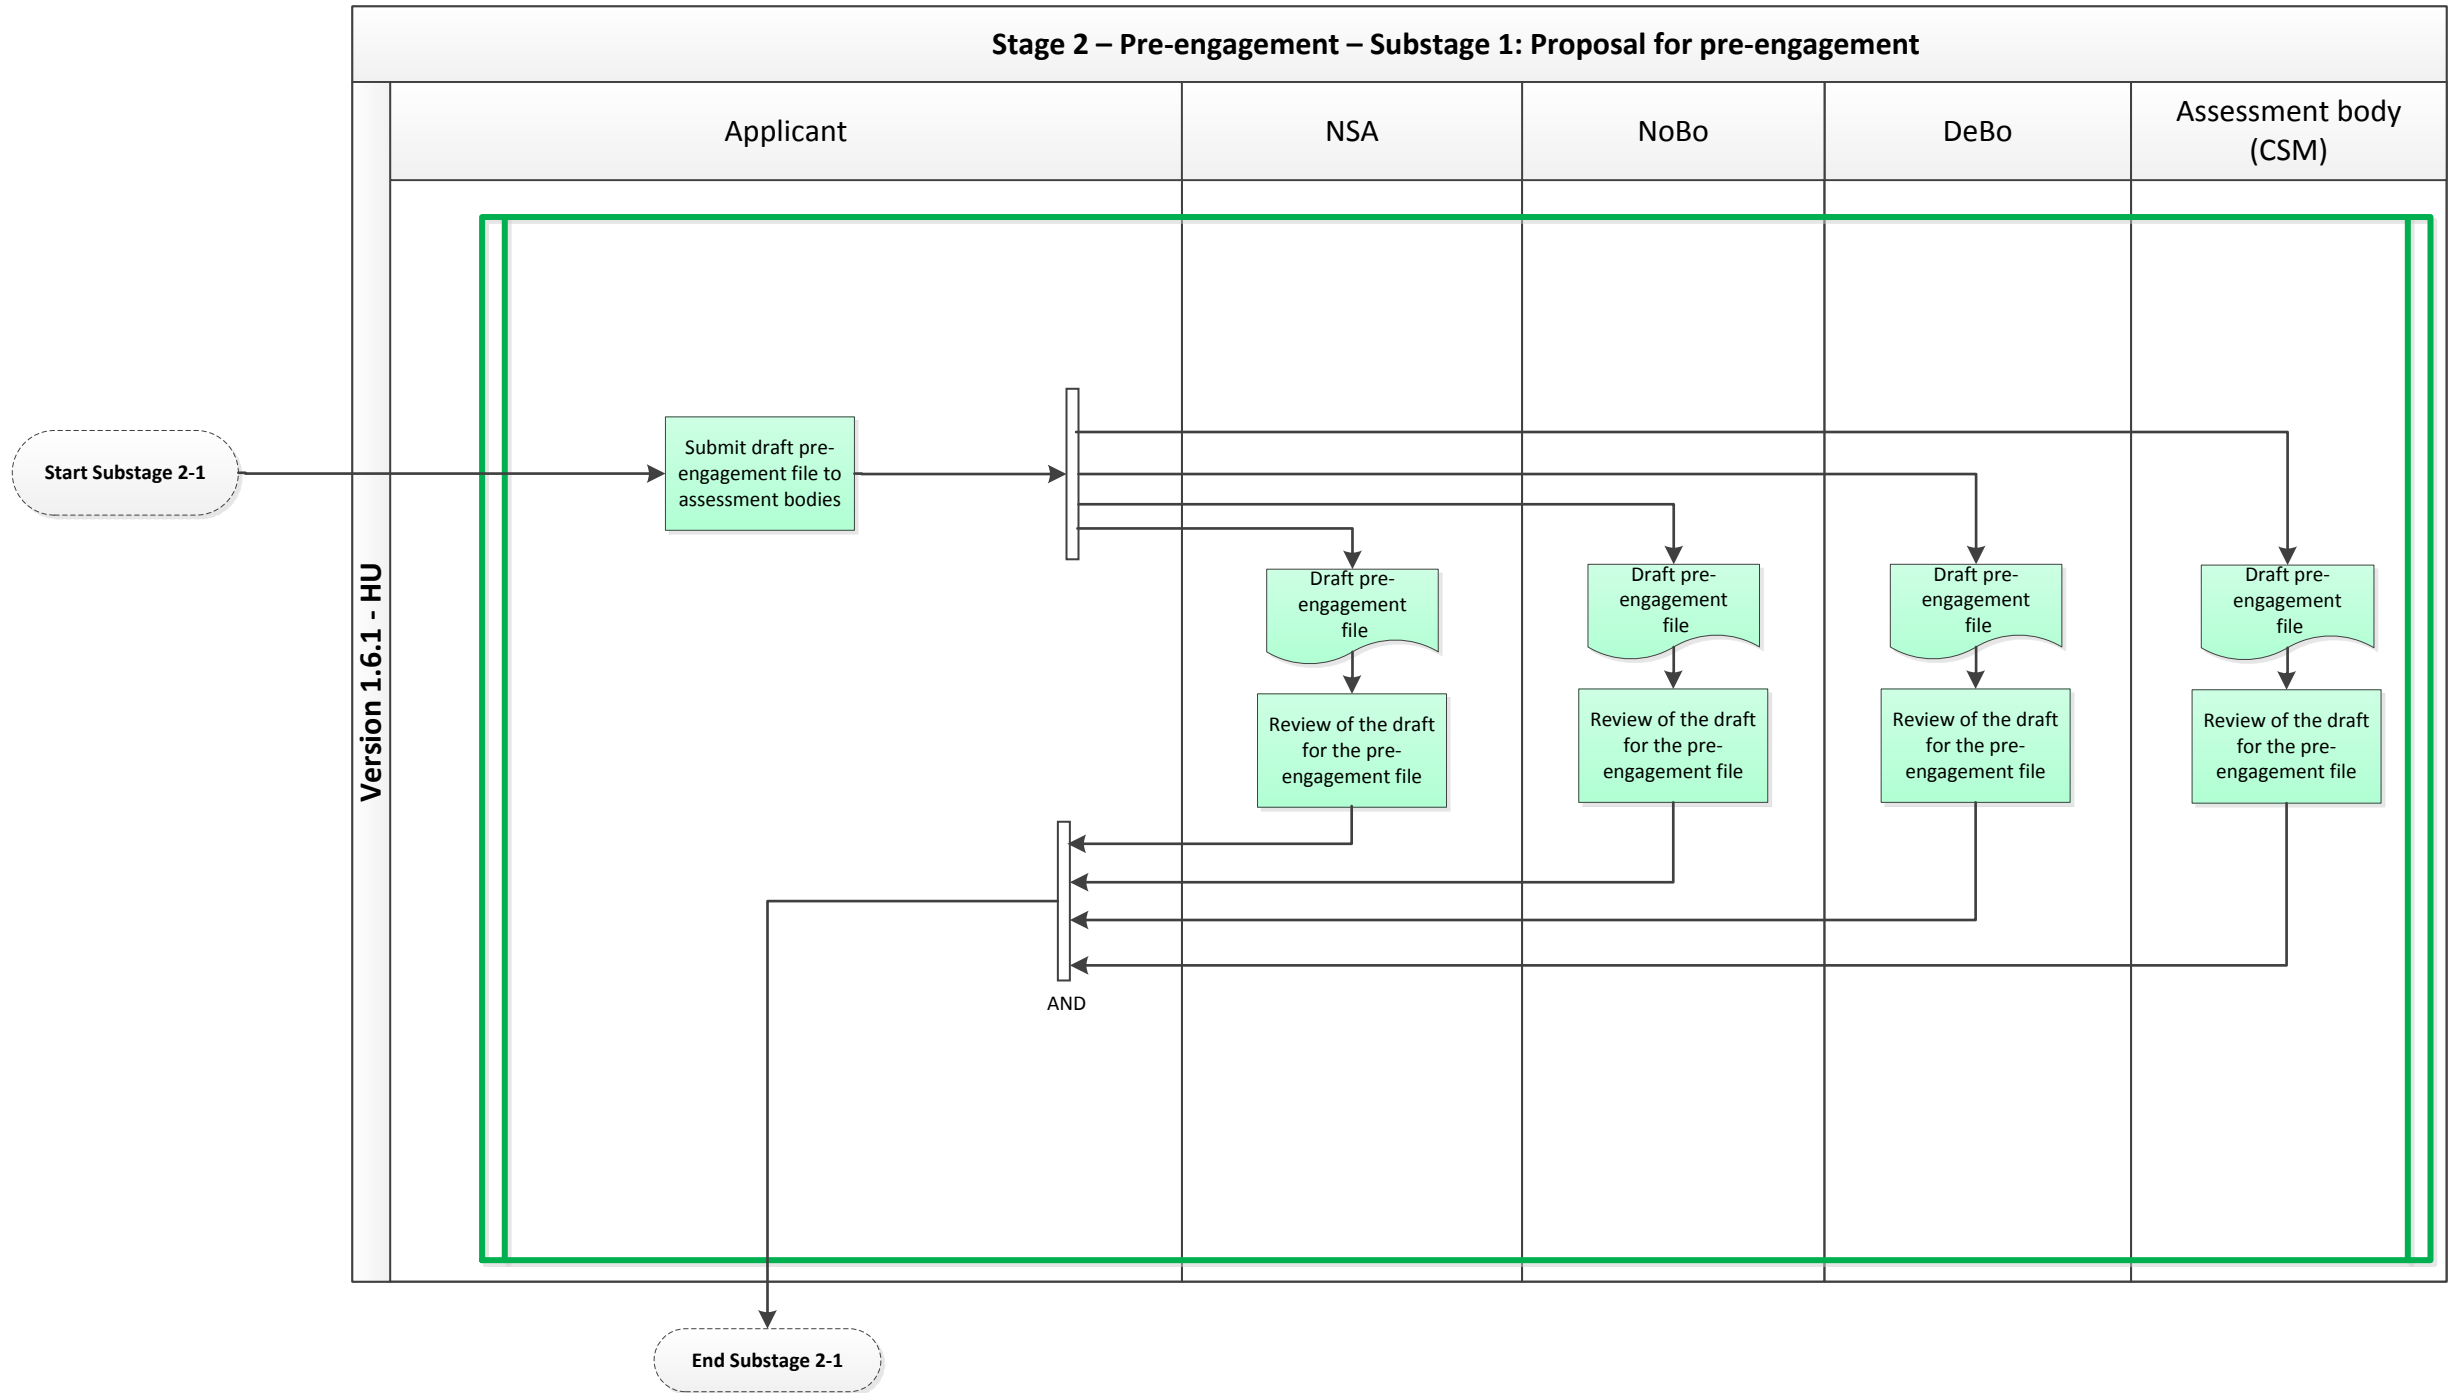 Stage 2 – Pre-engagement – Substage 1: Proposal for pre-engagement
Applicant
NSA
NoBo
DeBo
Assessment body
(CSM)
Version 1.6.1 - HU
Start Substage 2-1
Submit draft pre-
engagement file to
assessment bodies
Draft pre-
engagement
file
Draft pre-
engagement
file
Draft pre-
engagement
file
Draft pre-
engagement
file
Review of the draft
for the pre-
engagement file
Review of the draft
for the pre-
engagement file
Review of the draft
for the pre-
engagement file
Review of the draft
for the pre-
engagement file
AND
End Substage 2-1